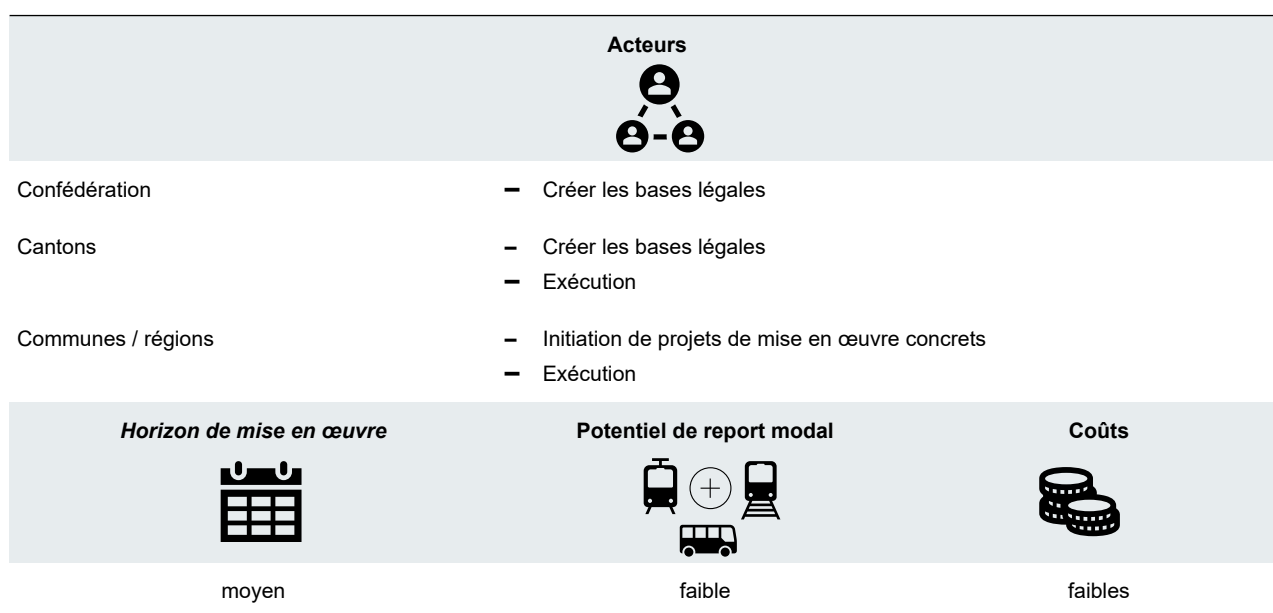 Acteurs
Confédération
– Créer les bases légales
Cantons
– Créer les bases légales
– Exécution
Communes / régions
– Initiation de projets de mise en œuvre concrets
– Exécution
Horizon de mise en œuvre
Potentiel de report modal
Coûts
moyen
faible
faibles